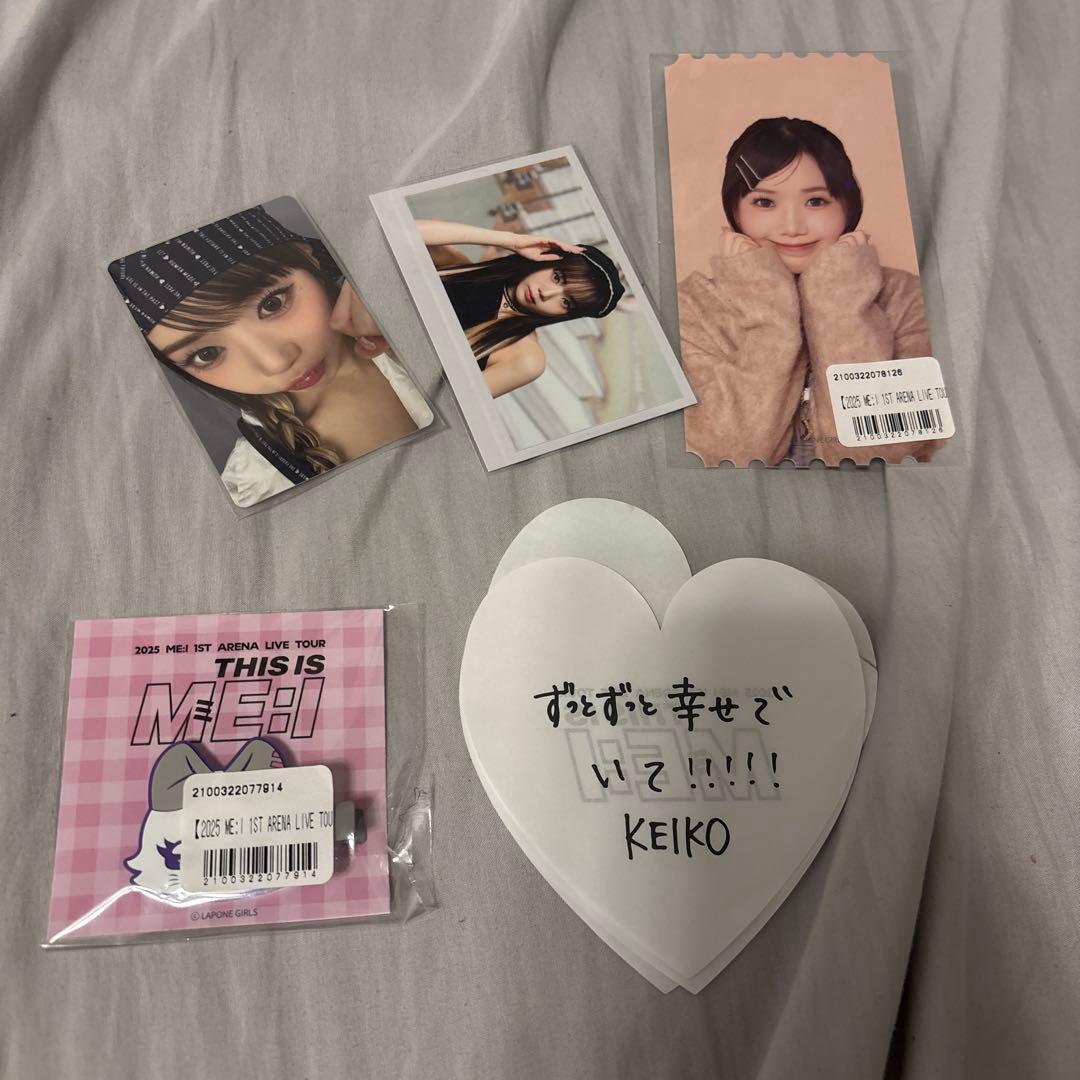 2100322078126
【2025 ME:I 1ST ARENA LIVE TOU
2100322078126
2025 ME:I 1ST ARENA LIVE TOUR
THIS IS
ME:I
2100322077914
【2025 ME:I 1ST ARENA LIVE TOU
2100322077914
© LAPONE GIRLS
ずっとずっと幸せで
いて!!!!!
KEIKO